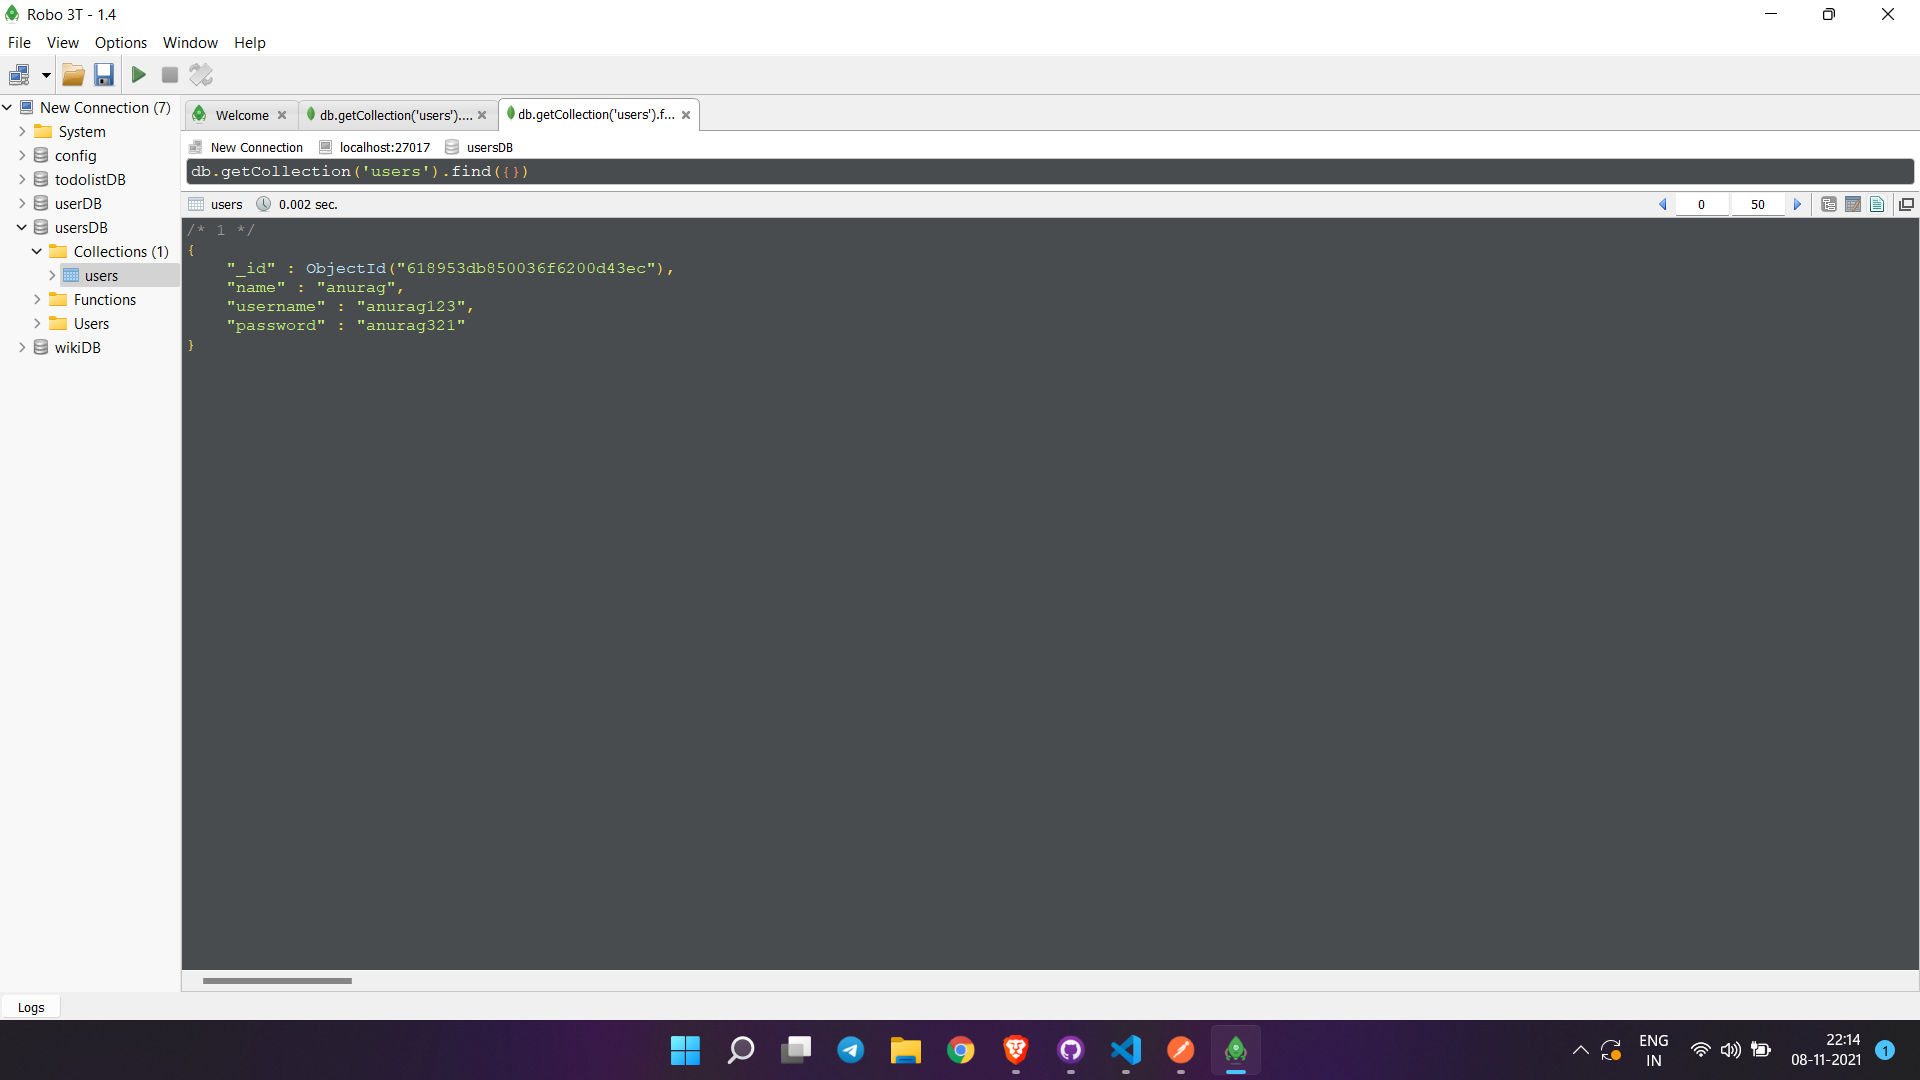 Robo 3T - 1.4
File View Options Window Help
New Connection (7)
System
config
todolistDB
userDB
usersDB
Collections (1)
users
Functions
Users
wikiDB
Welcome db.getCollection('users').... db.getCollection('users').f...
New Connection localhost:27017 usersDB
db.getCollection('users').find({})
users 0.002 sec. 0 50
/* 1 */
{
"_id" : ObjectId("618953db850036f6200d43ec"),
"name" : "anurag",
"username" : "anurag123",
"password" : "anurag321"
}
Logs
ENG
IN
22:14
08-11-2021
1